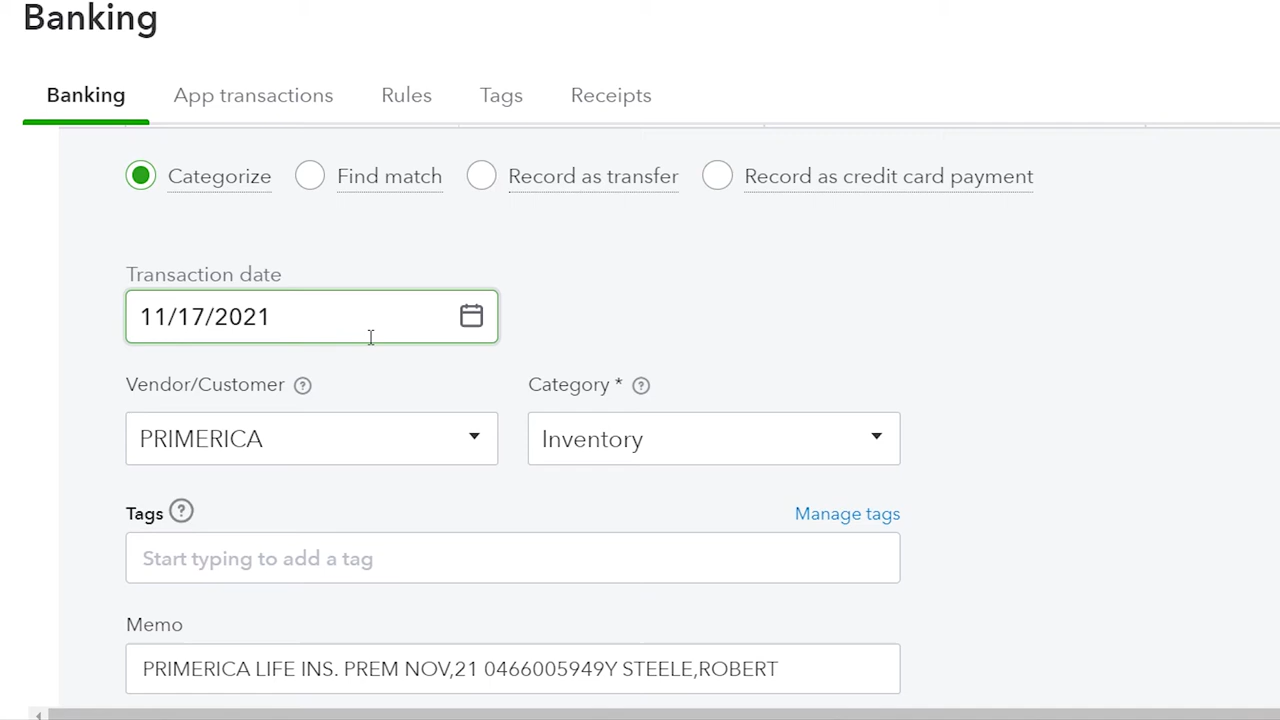 Banking
Banking App transactions Rules Tags Receipts
Categorize Find match Record as transfer Record as credit card payment
Transaction date
11/17/2021
Vendor/Customer ? Category * ?
PRIMERICA Inventory
Tags ? Manage tags
Start typing to add a tag
Memo
PRIMERICA LIFE INS. PREM NOV,21 0466005949Y STEELE,ROBERT